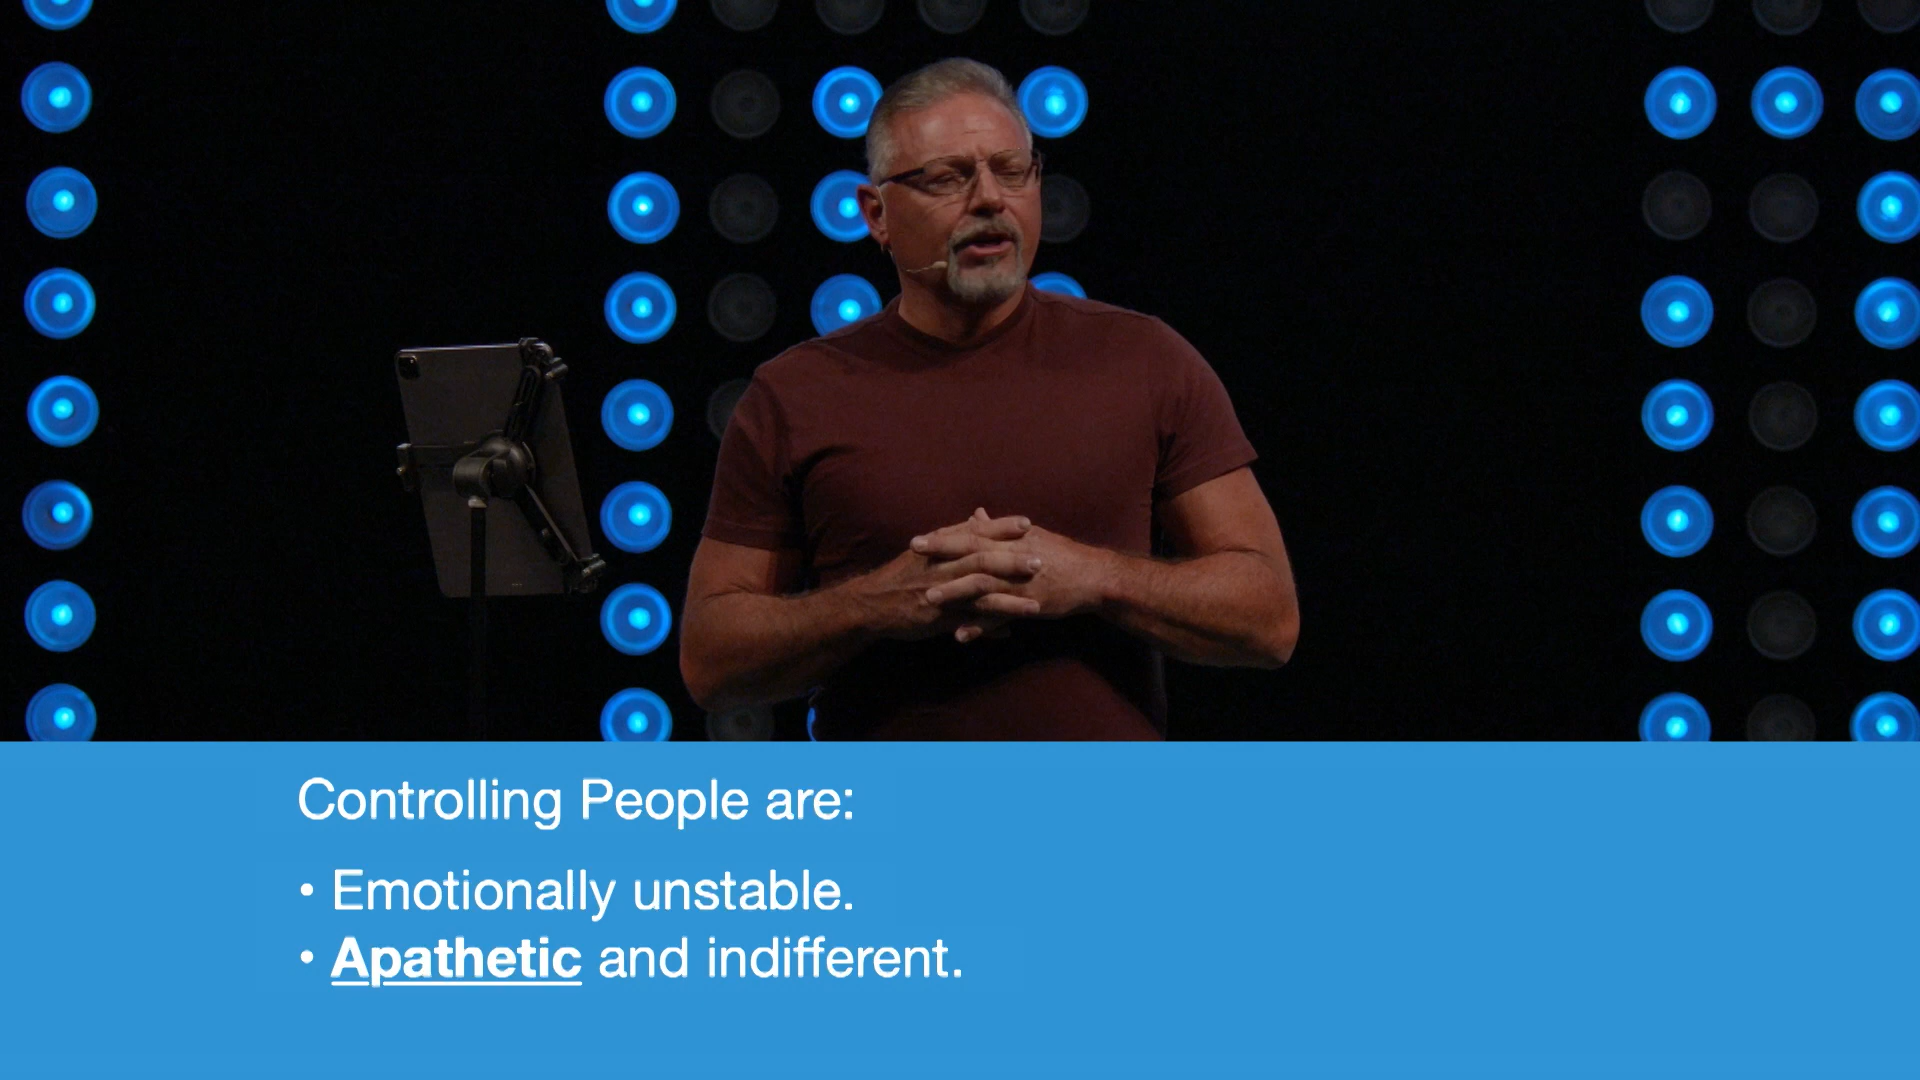 Controlling People are:
• Emotionally unstable.
• Apathetic and indifferent.